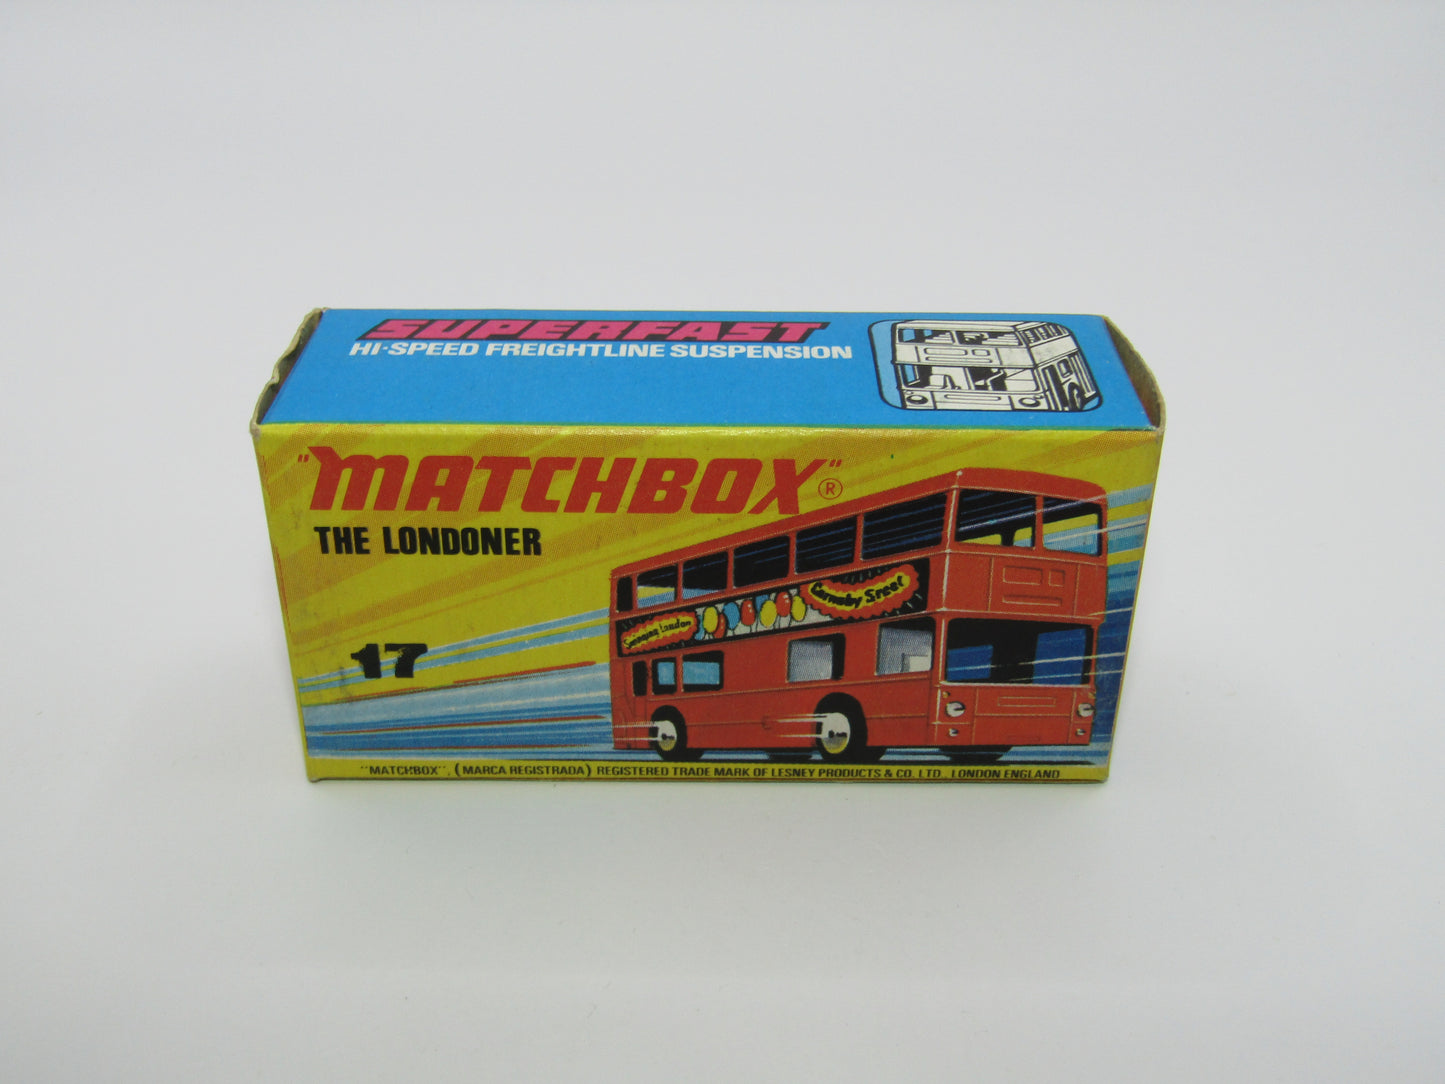 SUPERFAST
HI-SPEED FREIGHTLINE SUSPENSION
"MATCHBOX"®
THE LONDONER
17
Swinging London
Carnaby Sreet
"MATCHBOX", (MARCA REGISTRADA) REGISTERED TRADE MARK OF LESNEY PRODUCTS & CO. LTD., LONDON ENGLAND